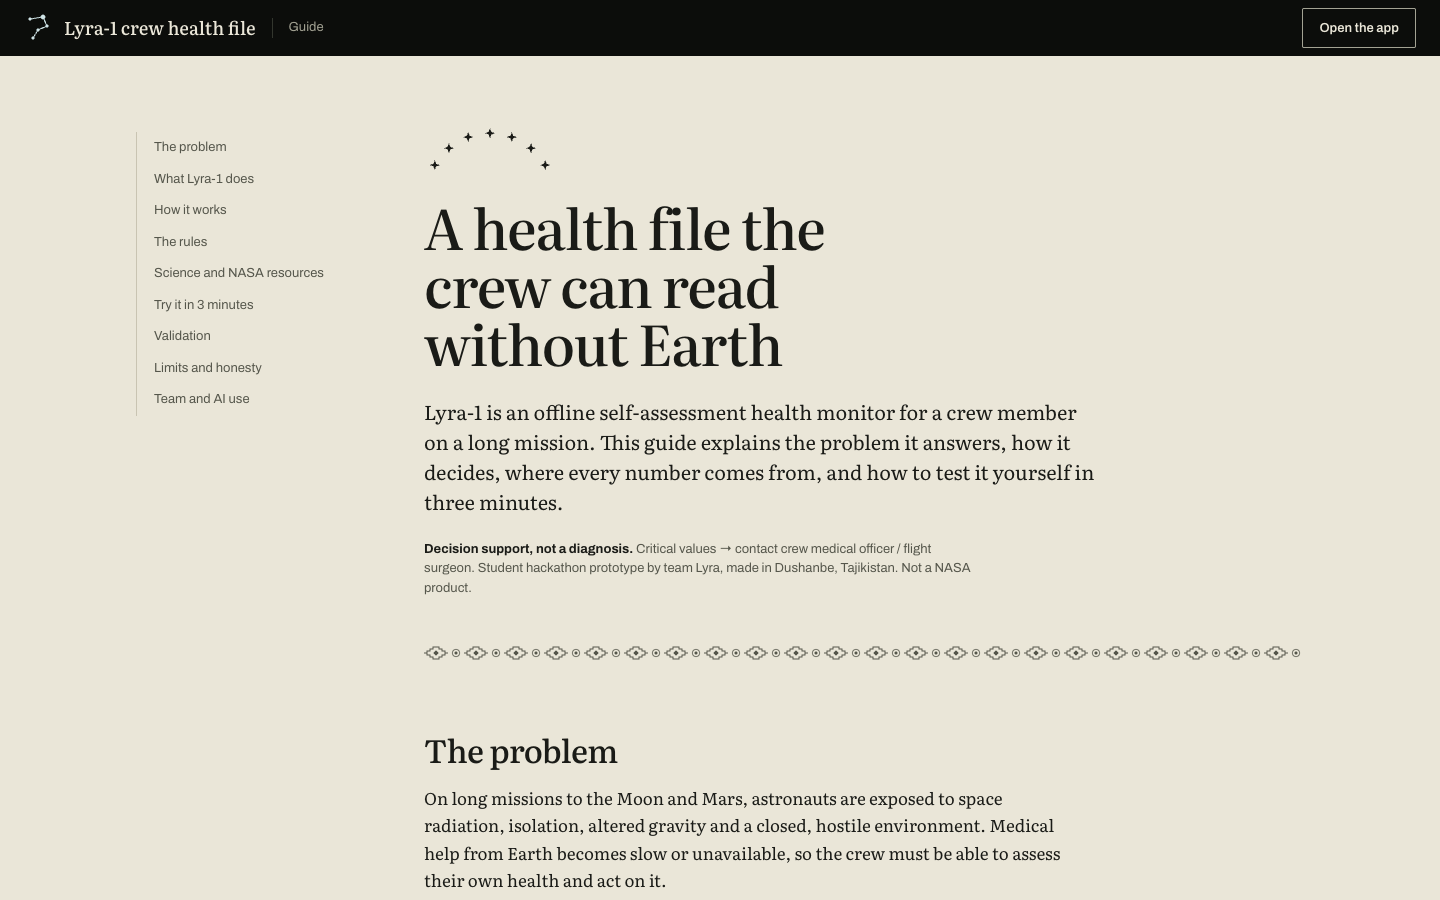 Lyra-1 crew health file
Guide
Open the app
The problem
What Lyra-1 does
How it works
The rules
Science and NASA resources
Try it in 3 minutes
Validation
Limits and honesty
Team and AI use
A health file the
crew can read
without Earth
Lyra-1 is an offline self-assessment health monitor for a crew member
on a long mission. This guide explains the problem it answers, how it
decides, where every number comes from, and how to test it yourself in
three minutes.
Decision support, not a diagnosis. Critical values → contact crew medical officer / flight
surgeon. Student hackathon prototype by team Lyra, made in Dushanbe, Tajikistan. Not a NASA
product.
The problem
On long missions to the Moon and Mars, astronauts are exposed to space
radiation, isolation, altered gravity and a closed, hostile environment. Medical
help from Earth becomes slow or unavailable, so the crew must be able to assess
their own health and act on it.